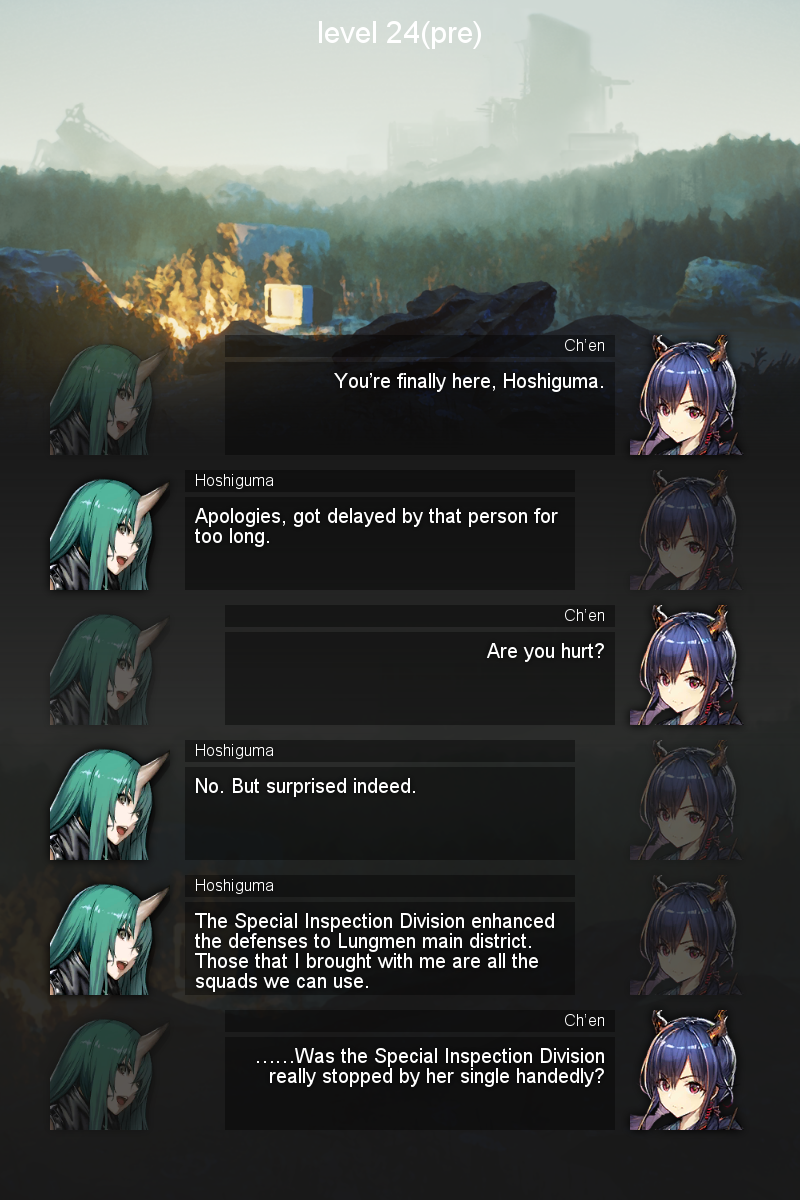 level 24(pre)
Ch'en
You're finally here, Hoshiguma.
Hoshiguma
Apologies, got delayed by that person for
too long.
Ch'en
Are you hurt?
Hoshiguma
No. But surprised indeed.
Hoshiguma
The Special Inspection Division enhanced
the defenses to Lungmen main district.
Those that I brought with me are all the
squads we can use.
Ch'en
……Was the Special Inspection Division
really stopped by her single handedly?